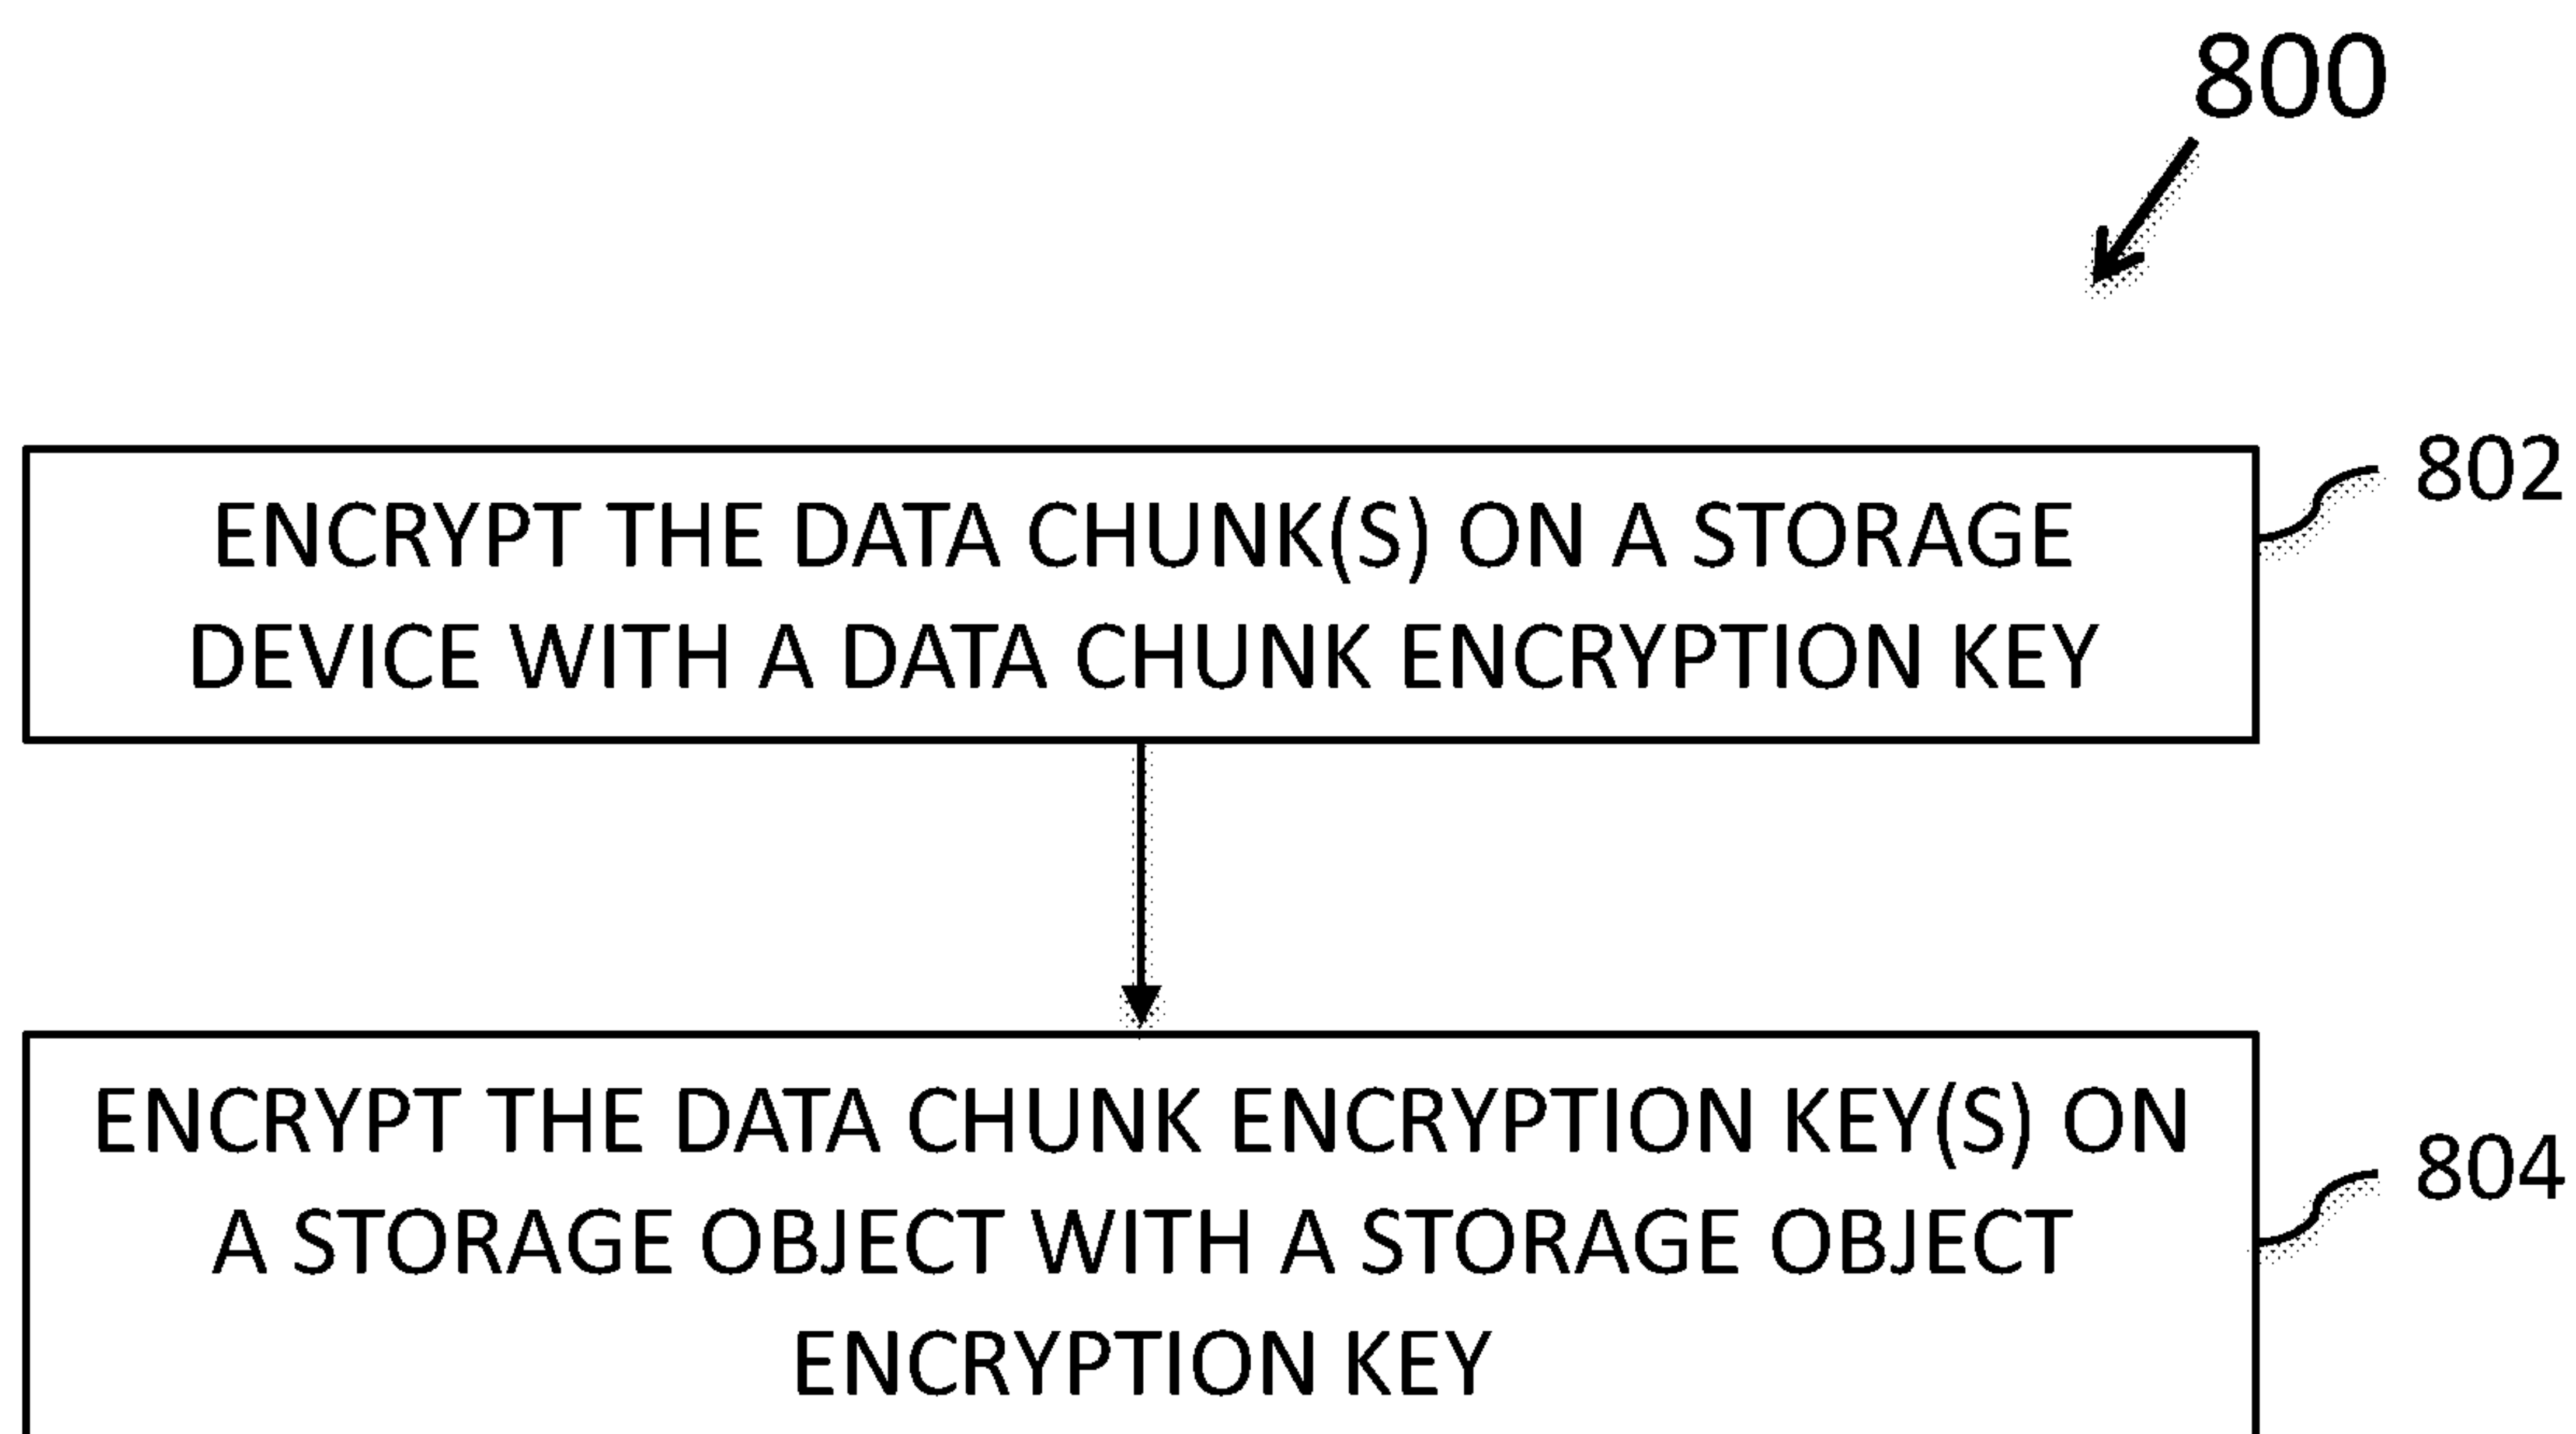 800
ENCRYPT THE DATA CHUNK(S) ON A STORAGE
DEVICE WITH A DATA CHUNK ENCRYPTION KEY
802
ENCRYPT THE DATA CHUNK ENCRYPTION KEY(S) ON
A STORAGE OBJECT WITH A STORAGE OBJECT
ENCRYPTION KEY
804